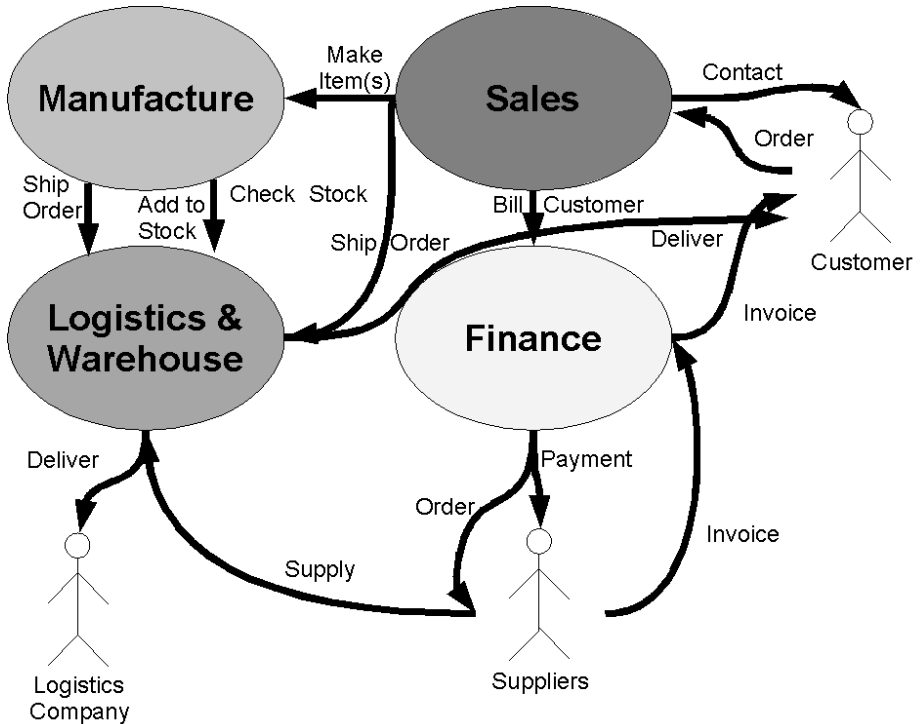 Make
Item(s)
Manufacture
Sales
Contact
Order
Ship
Order
Add to
Stock
Check Stock
Bill Customer
Ship Order
Deliver
Customer
Logistics &
Warehouse
Finance
Invoice
Deliver
Payment
Order
Invoice
Supply
Logistics
Company
Suppliers